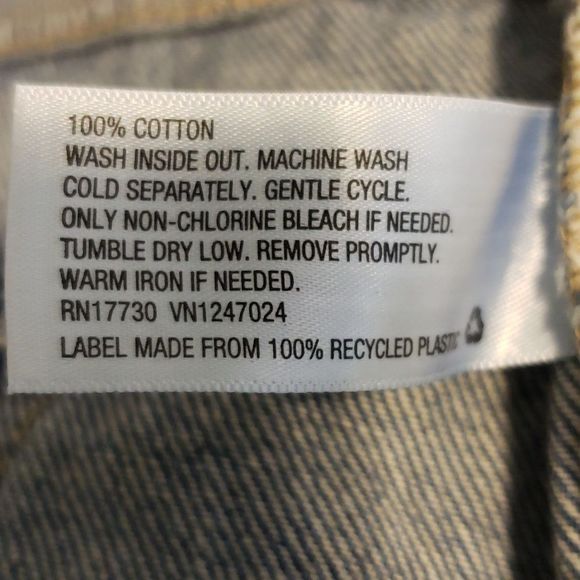 100% COTTON
WASH INSIDE OUT. MACHINE WASH
COLD SEPARATELY. GENTLE CYCLE.
ONLY NON-CHLORINE BLEACH IF NEEDED.
TUMBLE DRY LOW. REMOVE PROMPTLY.
WARM IRON IF NEEDED.
RN17730 VN1247024
LABEL MADE FROM 100% RECYCLED PLASTIC